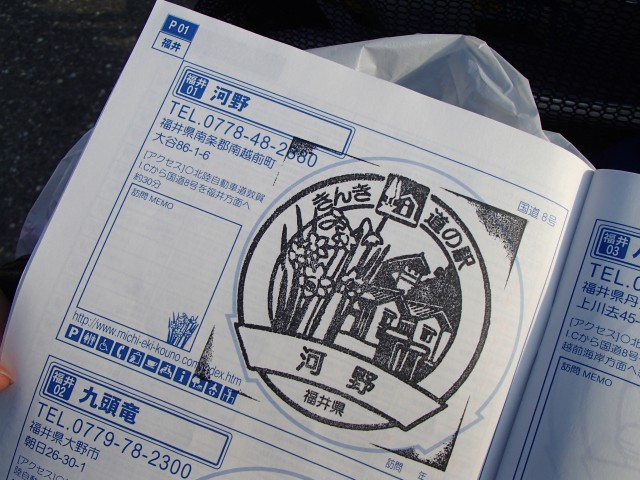 P 01
福井
福井
01
河野
TEL.0778-48-2380
福井県南条郡南越前町
大谷86-1-6
[アクセス]○北陸自動車道敦賀
I.Cから国道8号を福井方面へ
約30分
訪問 MEMO
国道 8号
きんき 道の駅
河野
福井県
http://www.michi-eki-kouno.com/index.htm
訪問 年
福井
02
九頭竜
TEL.0779-78-2300
福井県大野市
朝日26-30-1
[アクセス]○北
福井
03
TEL.0
福井県丹
上川去45-
[アクセス]○
国道8号
越前海岸方面へ
訪問 MEMO